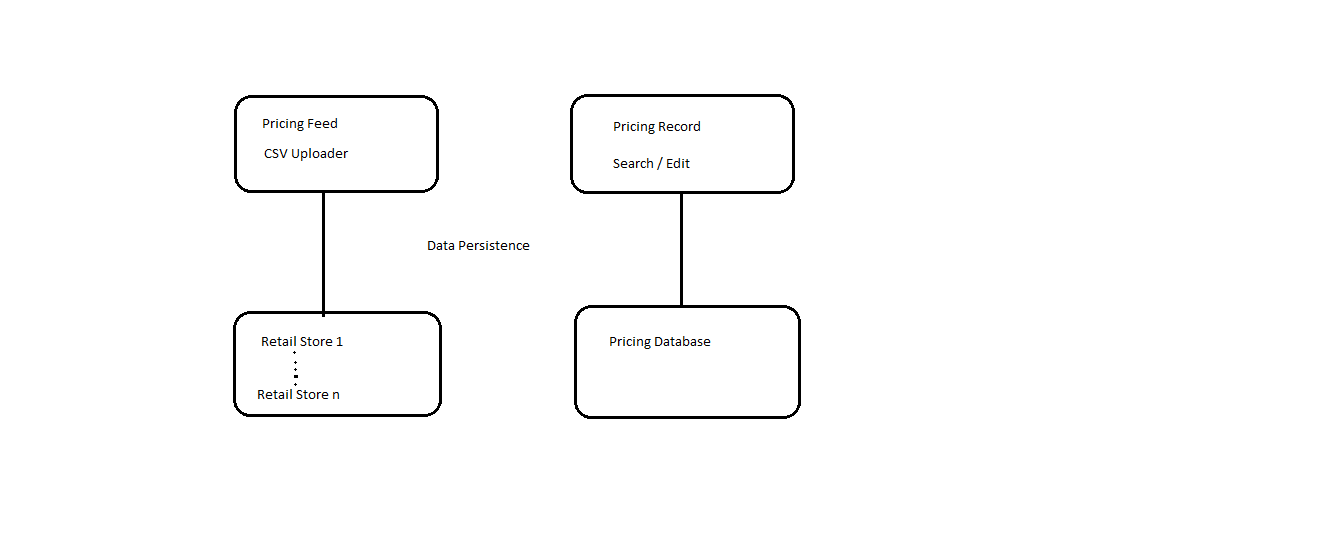 Pricing Feed
CSV Uploader
Pricing Record
Search / Edit
Data Persistence
Retail Store 1
Retail Store n
Pricing Database